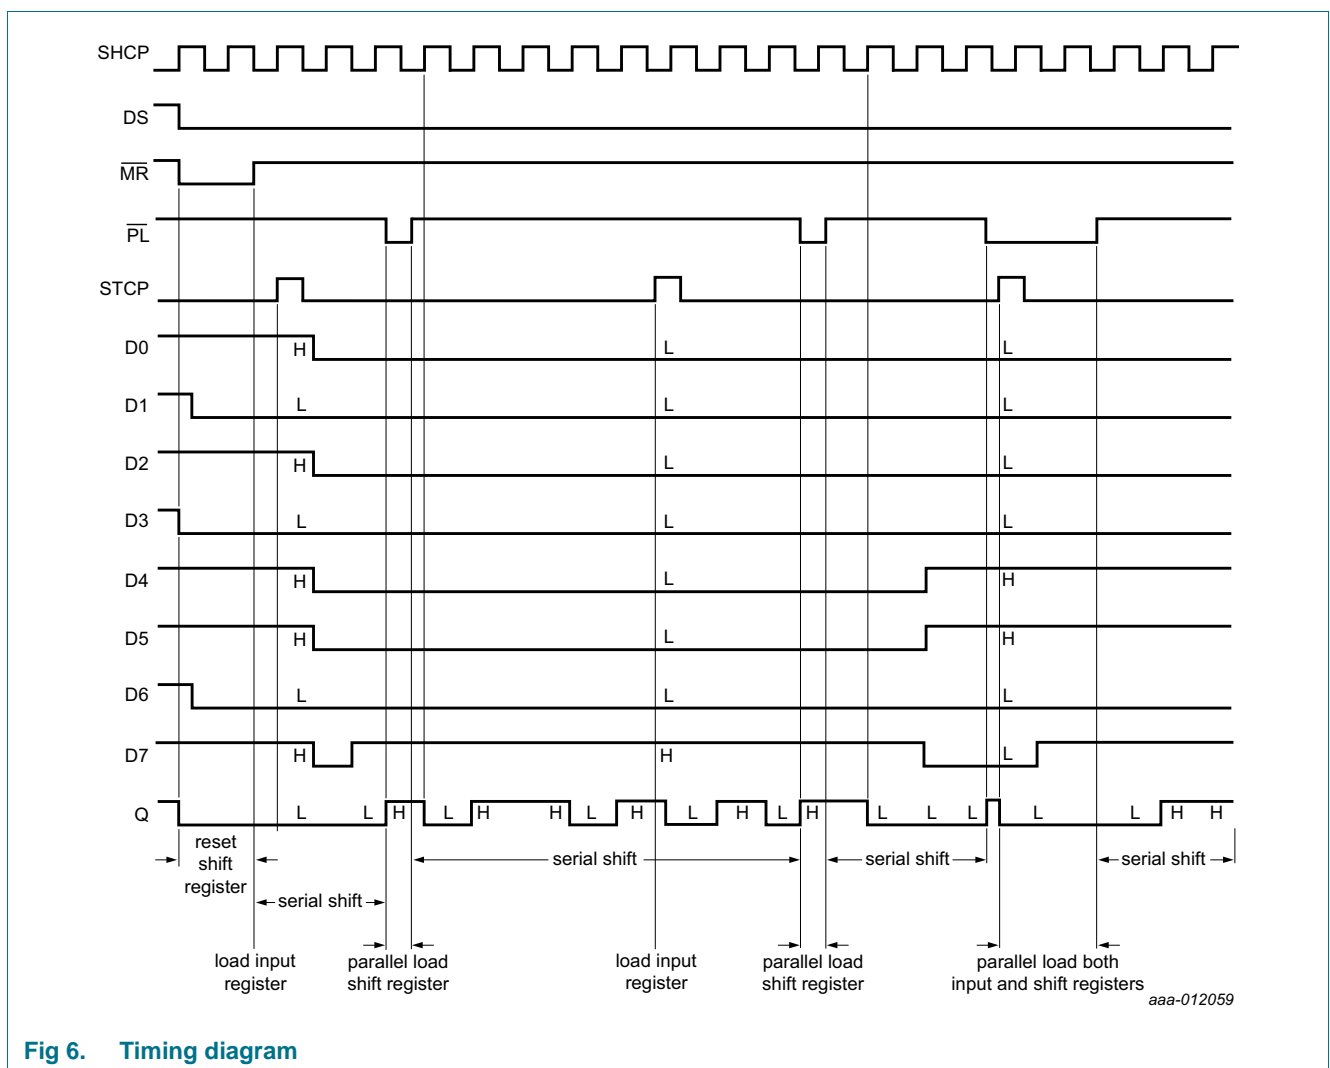 SHCP
DS
MR
PL
STCP
D0 H L L
D1 L L L
D2 H L L
D3 L L L
D4 H L H
D5 H L H
D6 L L L
D7 H H L
Q L L H L H H L H L H L H L L L L L H H
reset
shift
register
serial shift
serial shift
serial shift
serial shift
load input
register
parallel load
shift register
load input
register
parallel load
shift register
parallel load both
input and shift registers
aaa-012059
Fig 6. Timing diagram